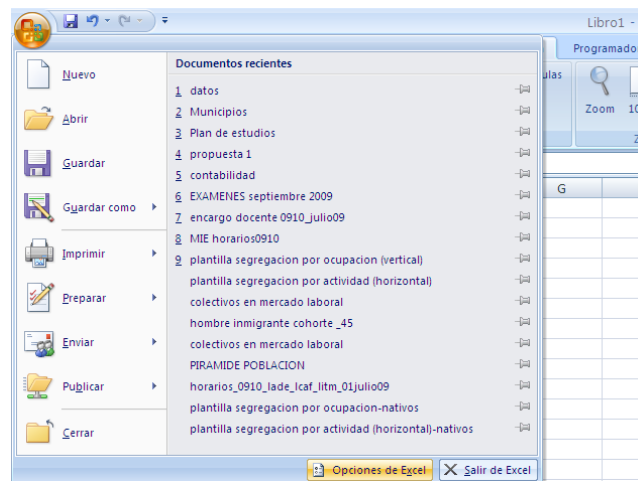 Libro1 -
Programado
ulas
Zoom
10
Z
G
Documentos recientes
Nuevo
Abrir
Guardar
Guardar como
Imprimir
Preparar
Enviar
Publicar
Cerrar
1 datos
2 Municipios
3 Plan de estudios
4 propuesta 1
5 contabilidad
6 EXAMENES septiembre 2009
7 encargo docente 0910_julio09
8 MIE horarios0910
9 plantilla segregacion por ocupacion (vertical)
plantilla segregacion por actividad (horizontal)
colectivos en mercado laboral
hombre inmigrante cohorte _45
colectivos en mercado laboral
PIRAMIDE POBLACION
horarios_0910_lade_lcaf_litm_01julio09
plantilla segregacion por ocupacion-nativos
plantilla segregacion por actividad (horizontal)-nativos
Opciones de Excel
Salir de Excel